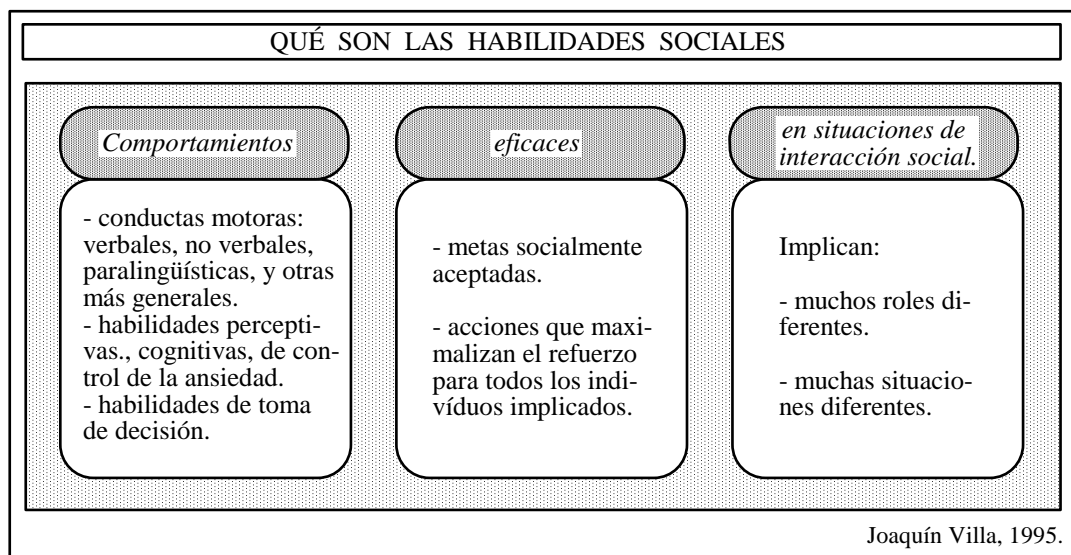 QUÉ SON LAS HABILIDADES SOCIALES
Comportamientos
- conductas motoras:
verbales, no verbales,
paralingüísticas, y otras
más generales.
- habilidades percepti-
vas., cognitivas, de con-
trol de la ansiedad.
- habilidades de toma
de decisión.
eficaces
- metas socialmente
aceptadas.
- acciones que maxi-
malizan el refuerzo
para todos los indi-
víduos implicados.
en situaciones de
interacción social.
Implican:
- muchos roles di-
ferentes.
- muchas situacio-
nes diferentes.
Joaquín Villa, 1995.